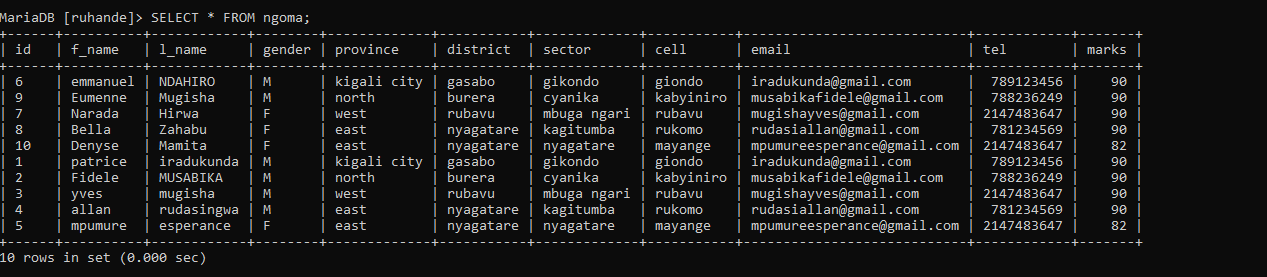 MariaDB [ruhande]> SELECT * FROM ngoma;
+------+----------+------------+--------+--------------+-----------+-------------+-----------+---------------------------+------------+-------+
| id   | f_name   | l_name     | gender | province     | district  | sector      | cell      | email                     | tel        | marks |
+------+----------+------------+--------+--------------+-----------+-------------+-----------+---------------------------+------------+-------+
| 6    | emmanuel | NDAHIRO    | M      | kigali city  | gasabo    | gikondo     | giondo    | iradukunda@gmail.com      |  789123456 |    90 |
| 9    | Eumenne  | Mugisha    | M      | north        | burera    | cyanika     | kabyiniro | musabikafidele@gmail.com  |  788236249 |    90 |
| 7    | Narada   | Hirwa      | F      | west         | rubavu    | mbuga ngari | rubavu    | mugishayves@gmail.com     | 2147483647 |    90 |
| 8    | Bella    | Zahabu     | F      | east         | nyagatare | kagitumba   | rukomo    | rudasiallan@gmail.com     |  781234569 |    90 |
| 10   | Denyse   | Mamita     | F      | east         | nyagatare | nyagatare   | mayange   | mpumureesperance@gmail.com | 2147483647 |    82 |
| 1    | patrice  | iradukunda | M      | kigali city  | gasabo    | gikondo     | giondo    | iradukunda@gmail.com      |  789123456 |    90 |
| 2    | Fidele   | MUSABIKA   | M      | north        | burera    | cyanika     | kabyiniro | musabikafidele@gmail.com  |  788236249 |    90 |
| 3    | yves     | mugisha    | M      | west         | rubavu    | mbuga ngari | rubavu    | mugishayves@gmail.com     | 2147483647 |    90 |
| 4    | allan    | rudasingwa | M      | east         | nyagatare | kagitumba   | rukomo    | rudasiallan@gmail.com     |  781234569 |    90 |
| 5    | mpumure  | esperance  | F      | east         | nyagatare | nyagatare   | mayange   | mpumureesperance@gmail.com | 2147483647 |    82 |
+------+----------+------------+--------+--------------+-----------+-------------+-----------+---------------------------+------------+-------+
10 rows in set (0.000 sec)